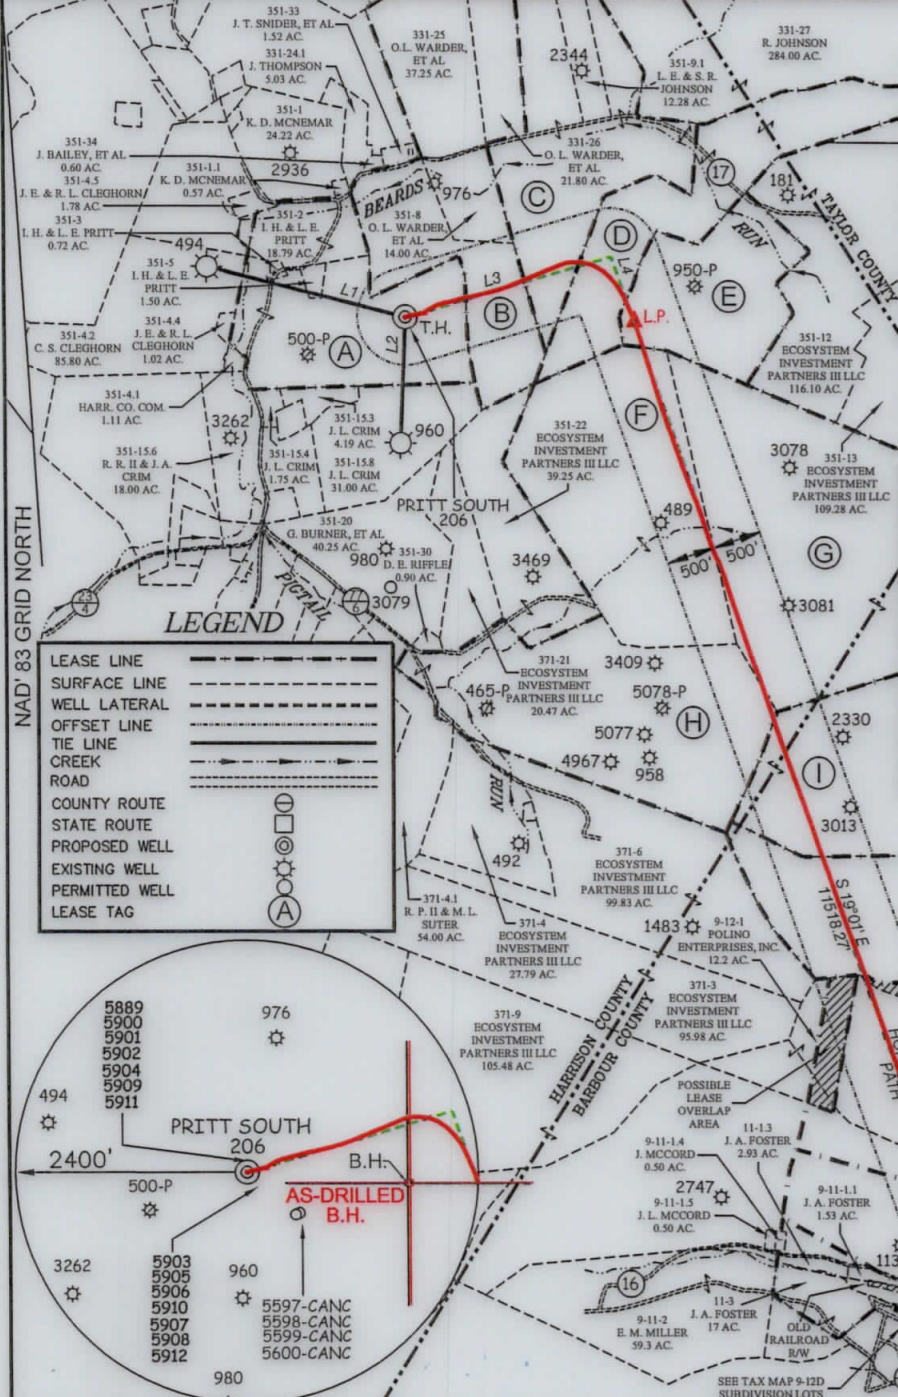 351-33
J. T. SNIDER, ET AL
1.52 AC.
331-24.1
J. THOMPSON
5.03 AC.
331-25
O.L. WARDER,
ET AL
37.25 AC.
2344
351-9.1
L. E. & S. R.
JOHNSON
12.28 AC.
331-27
R. JOHNSON
284.00 AC.
351-1
K. D. MCNEMAR
24.22 AC.
2936
351-34
J. BAILEY, ET AL
0.60 AC.
351-4.5
J. E. & R. L. CLEGHORN
1.78 AC.
351-3
I. H. & L. E. PRITT
0.72 AC.
351-1.1
K. D. MCNEMAR
0.57 AC.
351-2
I. H. & L. E.
PRITT
18.79 AC.
BEARDS
976
351-8
O. L. WARDER,
ET AL
14.00 AC.
331-26
O. L. WARDER,
ET AL
21.80 AC.
C
17
181
TAYLOR COUNTY
RUN
D
494
351-5
I. H. & L. E.
PRITT
1.50 AC.
L1
L2
L3
L4
T.H.
B
950-P
E
L.P.
351-4.2
C. S. CLEGHORN
85.80 AC.
351-4.4
J. E. & R. L.
CLEGHORN
1.02 AC.
500-P
A
351-12
ECOSYSTEM
INVESTMENT
PARTNERS III LLC
116.10 AC.
351-4.1
HARR. CO. COM.
1.11 AC.
3262
351-15.3
J. L. CRIM
4.19 AC.
351-15.4
J. L. CRIM
1.75 AC.
351-15.8
J. L. CRIM
31.00 AC.
960
F
351-22
ECOSYSTEM
INVESTMENT
PARTNERS III LLC
39.25 AC.
3078
351-13
ECOSYSTEM
INVESTMENT
PARTNERS III LLC
109.28 AC.
351-15.6
R. R. II & J. A.
CRIM
18.00 AC.
PRITT SOUTH
206
489
500'
500'
G
351-20
G. BURNER, ET AL
40.25 AC.
980
351-30
D. E. RIFFLE
0.90 AC.
3469
3081
NAD' 83 GRID NORTH
23
4
PIGTAIL
77
6
3079
LEGEND
LEASE LINE
SURFACE LINE
WELL LATERAL
OFFSET LINE
TIE LINE
CREEK
ROAD
COUNTY ROUTE
STATE ROUTE
PROPOSED WELL
EXISTING WELL
PERMITTED WELL
LEASE TAG
A
371-21
ECOSYSTEM
INVESTMENT
PARTNERS III LLC
20.47 AC.
3409
465-P
5078-P
H
5077
4967
958
2330
I
3013
RUN
492
371-6
ECOSYSTEM
INVESTMENT
PARTNERS III LLC
99.83 AC.
S 19°01' E
11518.27'
371-4.1
R. P. II & M. L.
SUTER
54.00 AC.
371-4
ECOSYSTEM
INVESTMENT
PARTNERS III LLC
27.79 AC.
1483
9-12-1
POLINO
ENTERPRISES, INC.
12.2 AC.
371-3
ECOSYSTEM
INVESTMENT
PARTNERS III LLC
95.98 AC.
371-9
ECOSYSTEM
INVESTMENT
PARTNERS III LLC
105.48 AC.
HARRISON COUNTY
BARBOUR COUNTY
PATH
POSSIBLE
LEASE
OVERLAP
AREA
5889
5900
5901
5902
5904
5909
5911
976
494
PRITT SOUTH
206
2400'
B.H.
AS-DRILLED
B.H.
500-P
3262
5903
5905
5906
5910
5907
5908
5912
960
5597-CANC
5598-CANC
5599-CANC
5600-CANC
980
9-11-1.4
J. MCCORD
0.50 AC.
11-1.3
J. A. FOSTER
2.93 AC.
2747
9-11-1.5
J. L. MCCORD
0.50 AC.
9-11-1.1
J. A. FOSTER
1.53 AC.
113
16
9-11-2
E. M. MILLER
59.3 AC.
11-3
J. A. FOSTER
17 AC.
OLD
RAILROAD
R/W
SEE TAX MAP 9-12D
SUBDIVISION LOTS